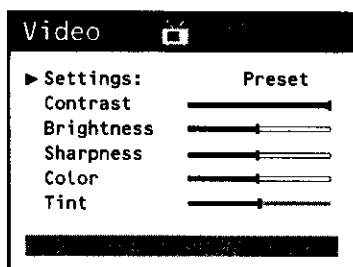 Video
Settings: Preset
Contrast
Brightness
Sharpness
Color
Tint